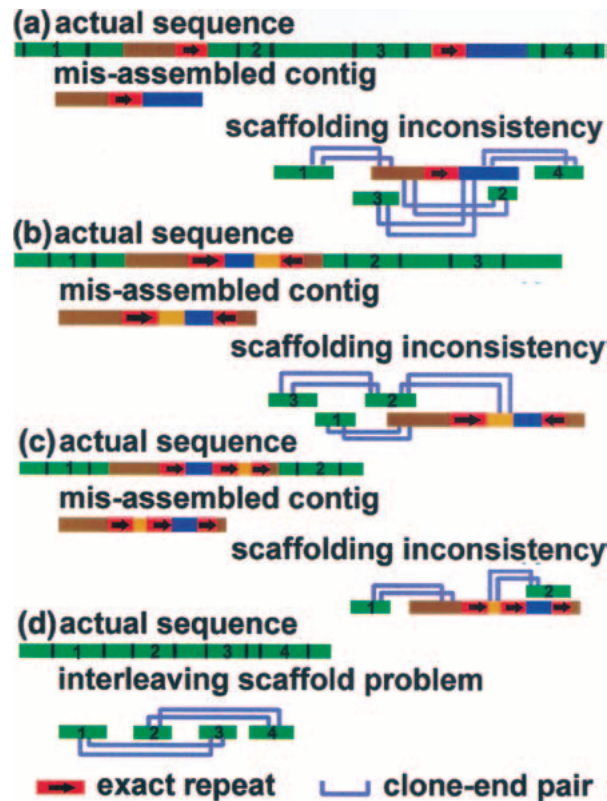 (a) actual sequence
1 2 3 4
mis-assembled contig
scaffolding inconsistency
1 4
3 2
(b) actual sequence
1 2 3
mis-assembled contig
scaffolding inconsistency
3 2
1
(c) actual sequence
1 2
mis-assembled contig
scaffolding inconsistency
2
1
(d) actual sequence
1 2 3 4
interleaving scaffold problem
1 2 3 4
exact repeat clone-end pair